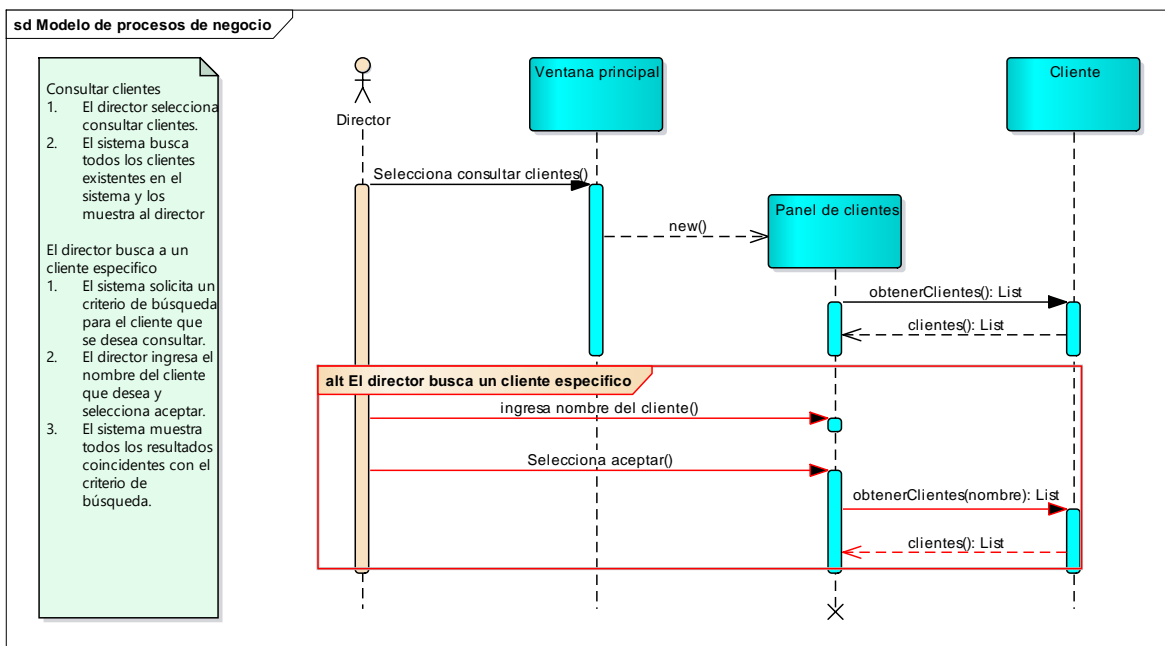 sd Modelo de procesos de negocio
Consultar clientes
1. El director selecciona
consultar clientes.
2. El sistema busca
todos los clientes
existentes en el
sistema y los
muestra al director
El director busca a un
cliente especifico
1. El sistema solicita un
criterio de búsqueda
para el cliente que
se desea consultar.
2. El director ingresa el
nombre del cliente
que desea y
selecciona aceptar.
3. El sistema muestra
todos los resultados
coincidentes con el
criterio de
búsqueda.
Director
Ventana principal
Cliente
Selecciona consultar clientes()
new()
Panel de clientes
obtenerClientes(): List
clientes(): List
alt El director busca un cliente especifico
ingresa nombre del cliente()
Selecciona aceptar()
obtenerClientes(nombre): List
clientes(): List